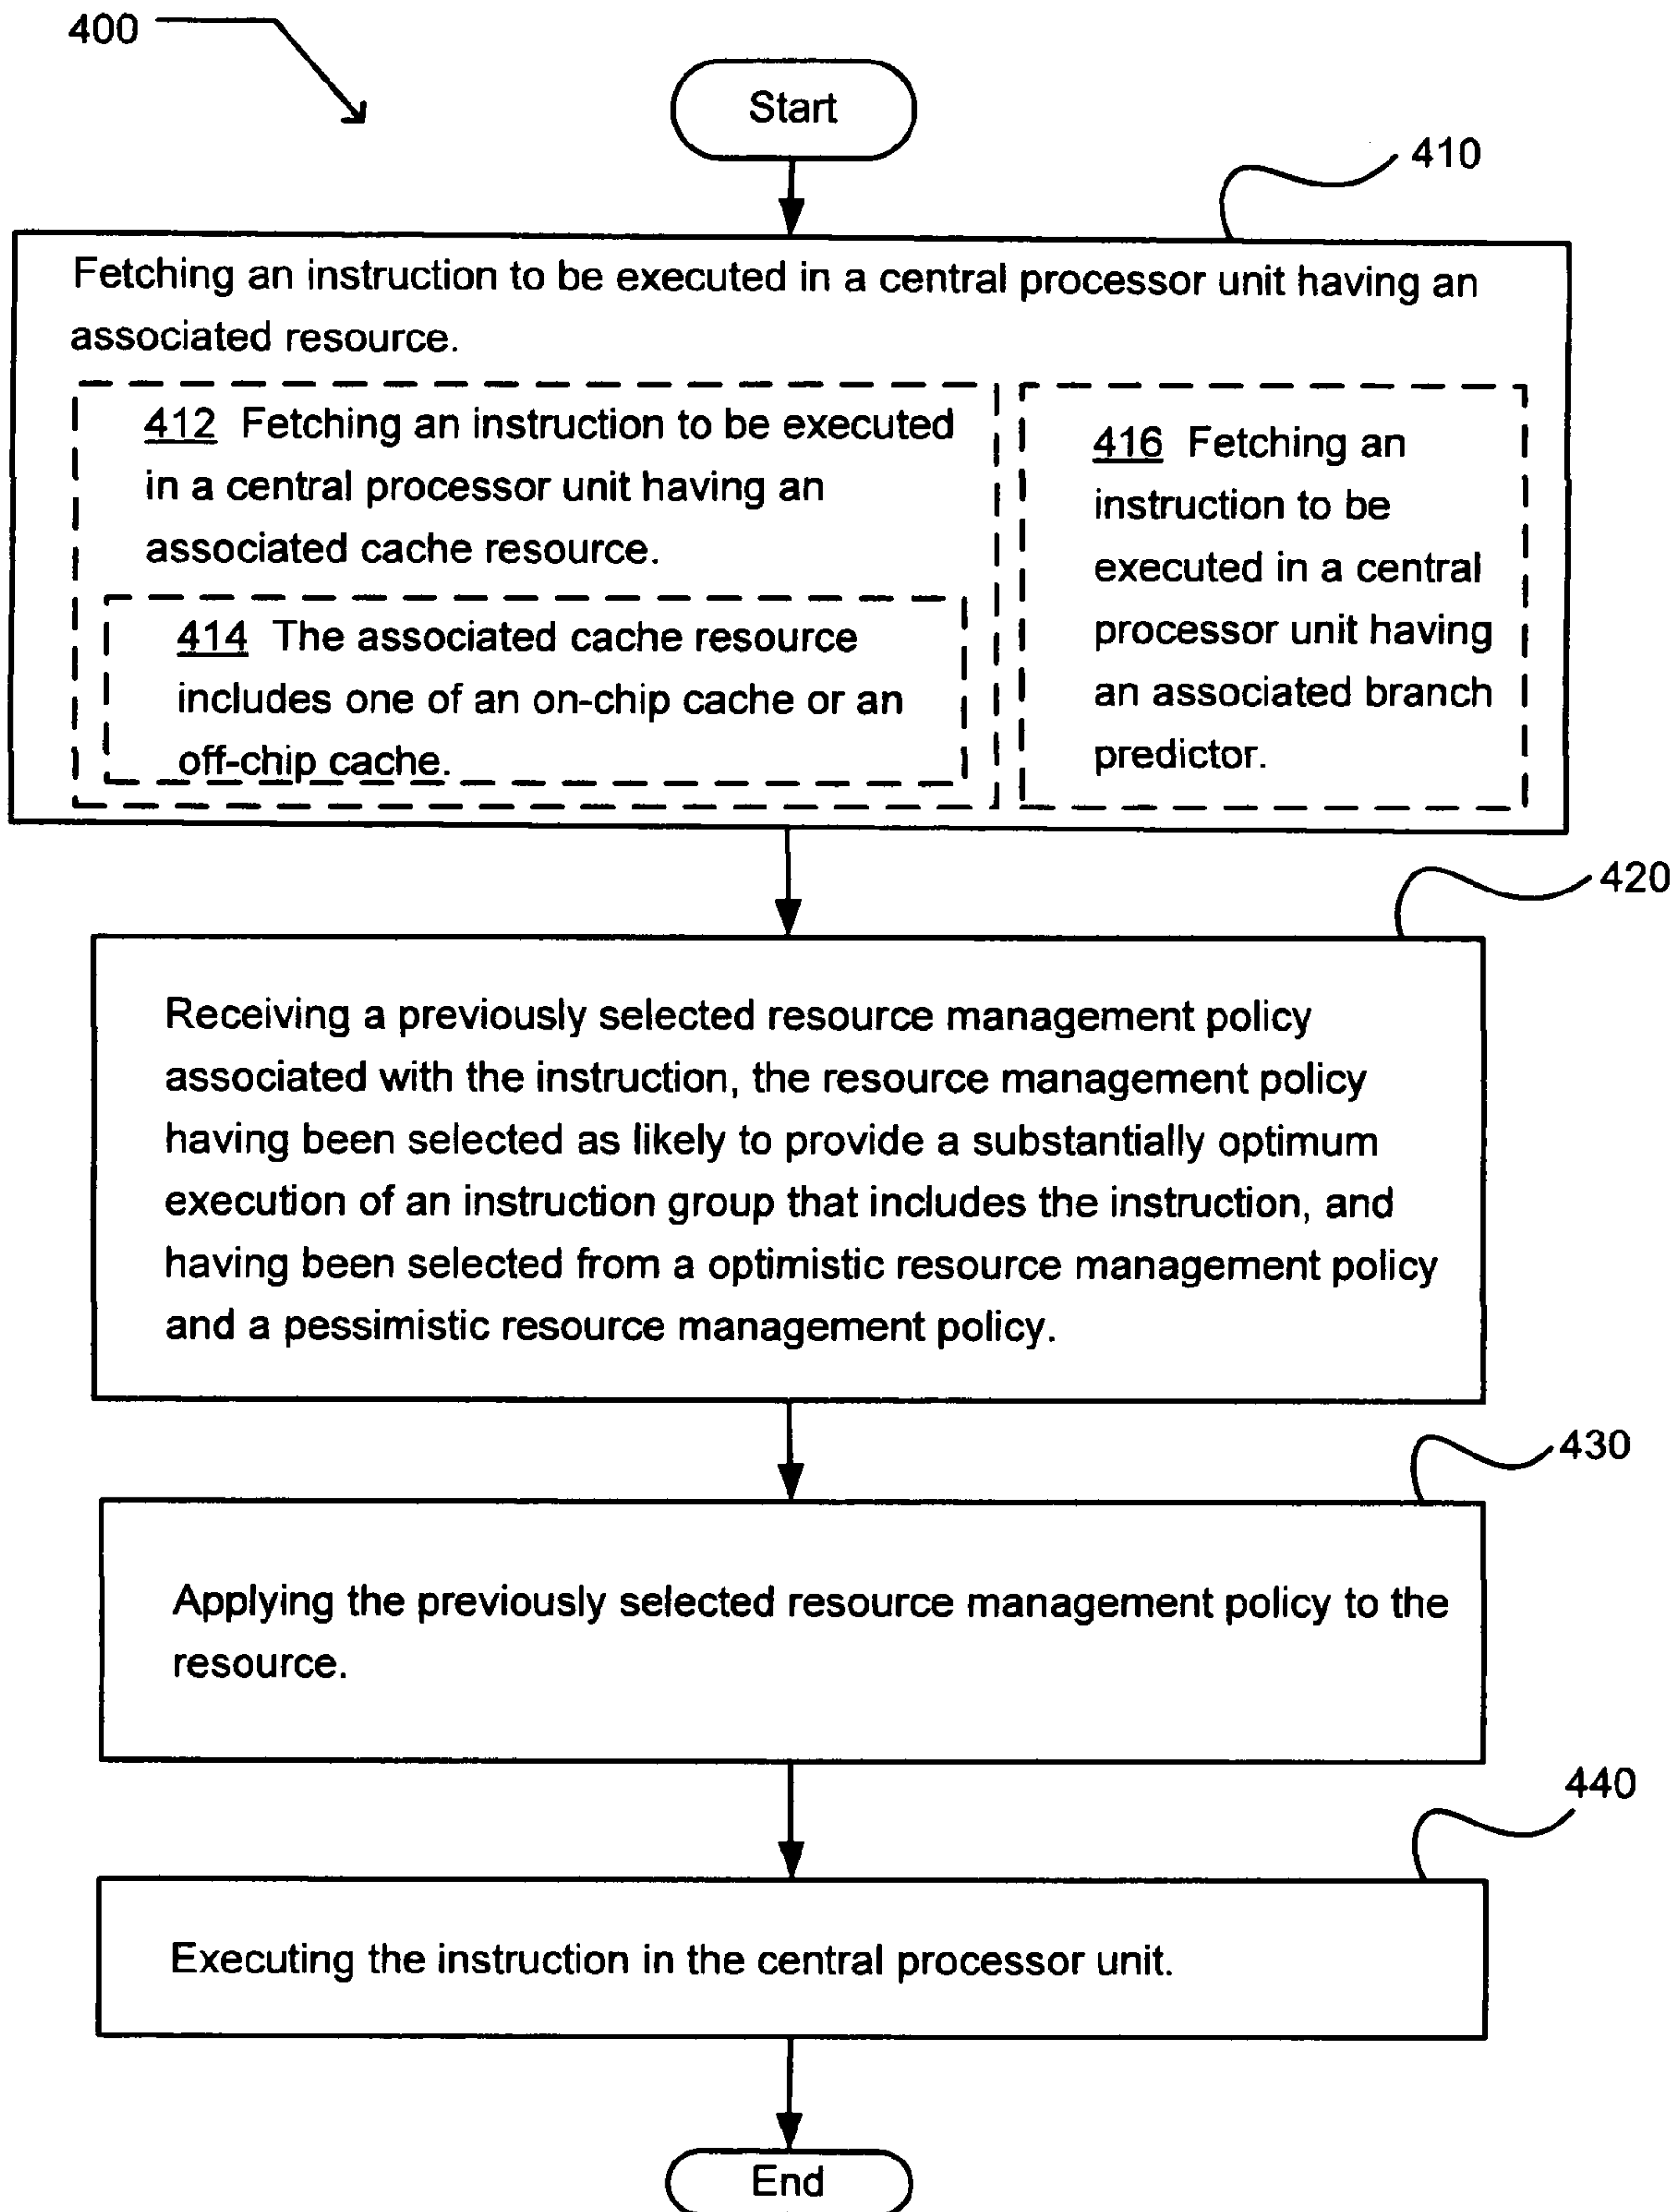 400
Start
410
Fetching an instruction to be executed in a central processor unit having an
associated resource.
412 Fetching an instruction to be executed
in a central processor unit having an
associated cache resource.
414 The associated cache resource
includes one of an on-chip cache or an
off-chip cache.
416 Fetching an
instruction to be
executed in a central
processor unit having
an associated branch
predictor.
420
Receiving a previously selected resource management policy
associated with the instruction, the resource management policy
having been selected as likely to provide a substantially optimum
execution of an instruction group that includes the instruction, and
having been selected from a optimistic resource management policy
and a pessimistic resource management policy.
430
Applying the previously selected resource management policy to the
resource.
440
Executing the instruction in the central processor unit.
End